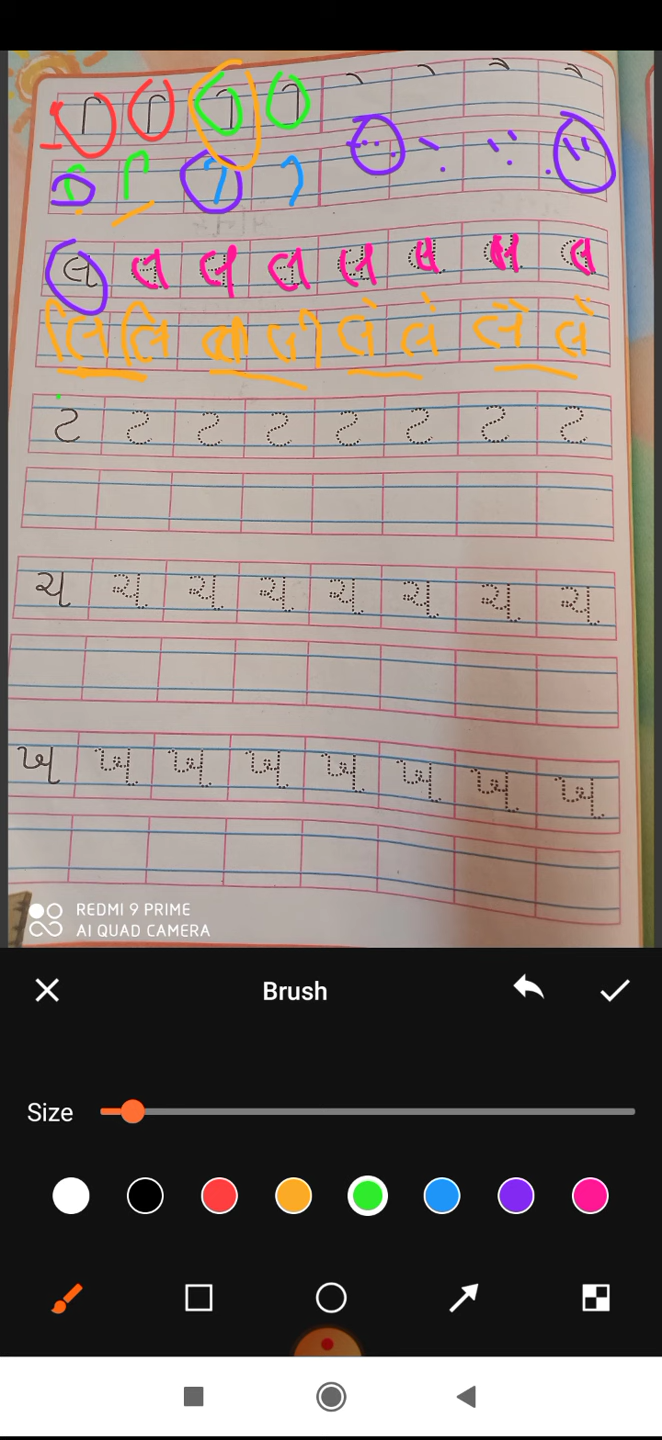 િ િ ી ી ે ે ૈ ૈ
િ િ ી ી
લ લ લ લ લ લ લ લ
લિ લિ લી લી લે લે લૈ લૈ
ટ ટ ટ ટ ટ ટ ટ ટ
ચ ચ ચ ચ ચ ચ ચ ચ
ખ ખ ખ ખ ખ ખ ખ ખ
REDMI 9 PRIME
AI QUAD CAMERA
Brush
Size